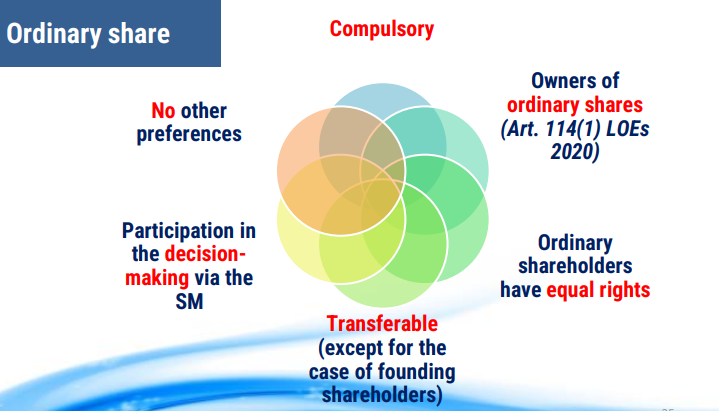 Ordinary share
Compulsory
Owners of
ordinary shares
(Art. 114(1) LOEs
2020)
Ordinary
shareholders
have equal rights
Transferable
(except for the
case of founding
shareholders)
Participation in
the decision-
making via the
SM
No other
preferences